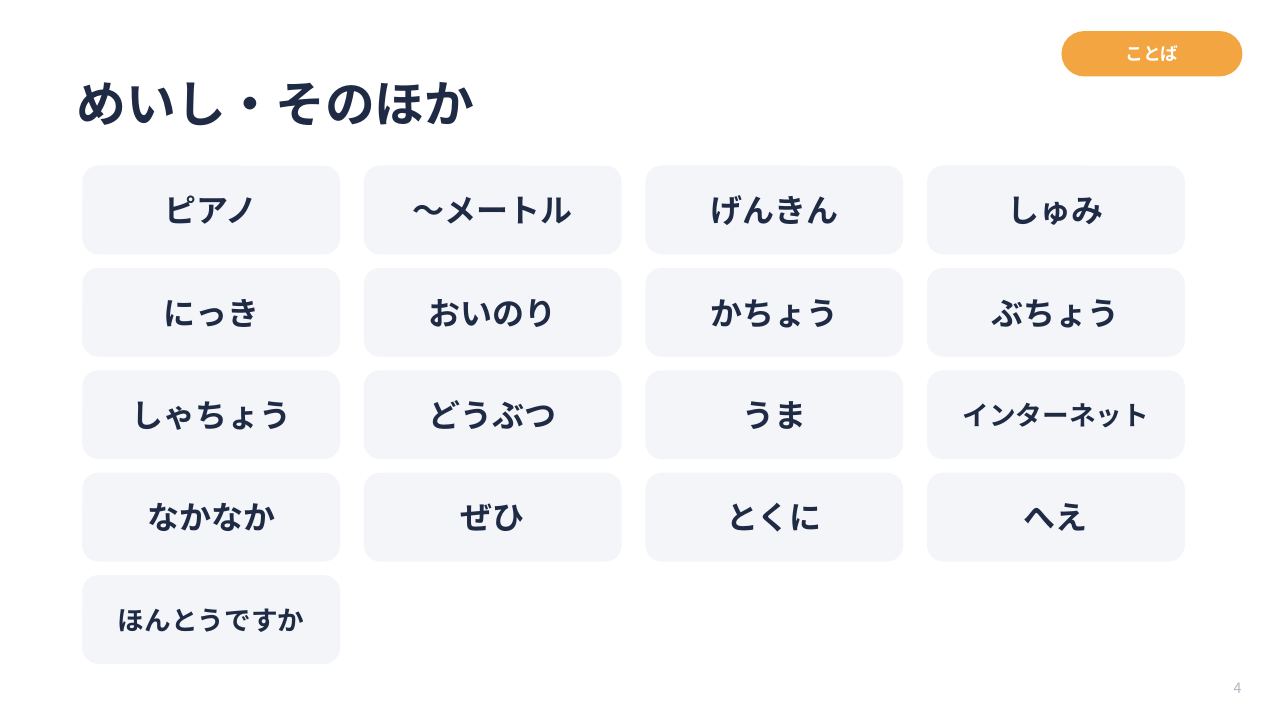 ことば
めいし・そのほか
ピアノ
～メートル
げんきん
しゅみ
にっき
おいのり
かちょう
ぶちょう
しゃちょう
どうぶつ
うま
インターネット
なかなか
ぜひ
とくに
へえ
ほんとうですか
4